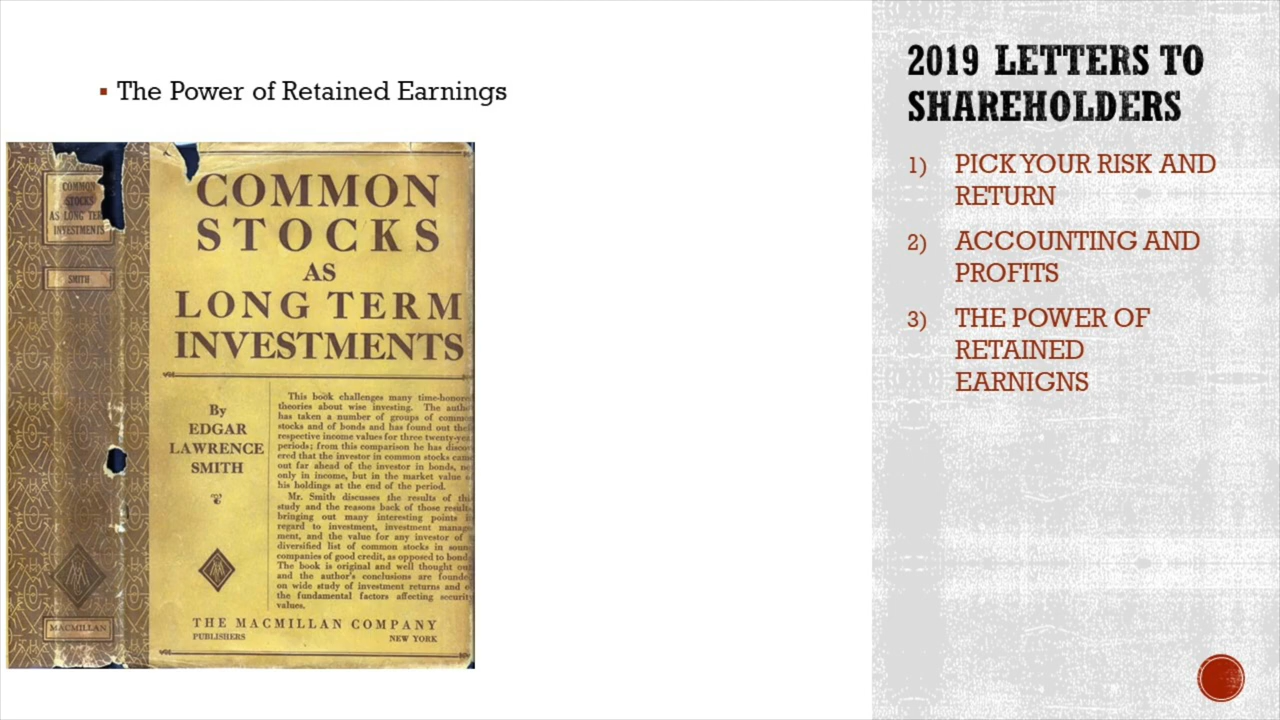 The Power of Retained Earnings
COMMON
STOCKS
AS LONG TER
INVESTMENTS
SMITH
MACMILLAN
COMMON
STOCKS
AS
LONG TERM
INVESTMENTS
By
EDGAR
LAWRENCE
SMITH
This book challenges many time-honore
theories about wise investing. The auth
has taken a number of groups of comm
stocks and of bonds and has found out the
respective income values for three twenty-yea
periods; from this comparison he has disco
ered that the investor in common stocks cam
out far ahead of the investor in bonds, n
only in income, but in the market value
his holdings at the end of the period.
Mr. Smith discusses the results of th
study and the reasons back of those result
bringing out many interesting points
regard to investment, investment manag
ment, and the value for any investor of
diversified list of common stocks in soun
companies of good credit, as opposed to bond
The book is original and well thought ou
and the author's conclusions are founde
on wide study of investment returns and
the fundamental factors affecting security
values.
THE MACMILLAN COMPANY
PUBLISHERS NEW YORK
2019 LETTERS TO
SHAREHOLDERS
1) PICK YOUR RISK AND
RETURN
2) ACCOUNTING AND
PROFITS
3) THE POWER OF
RETAINED
EARNIGNS